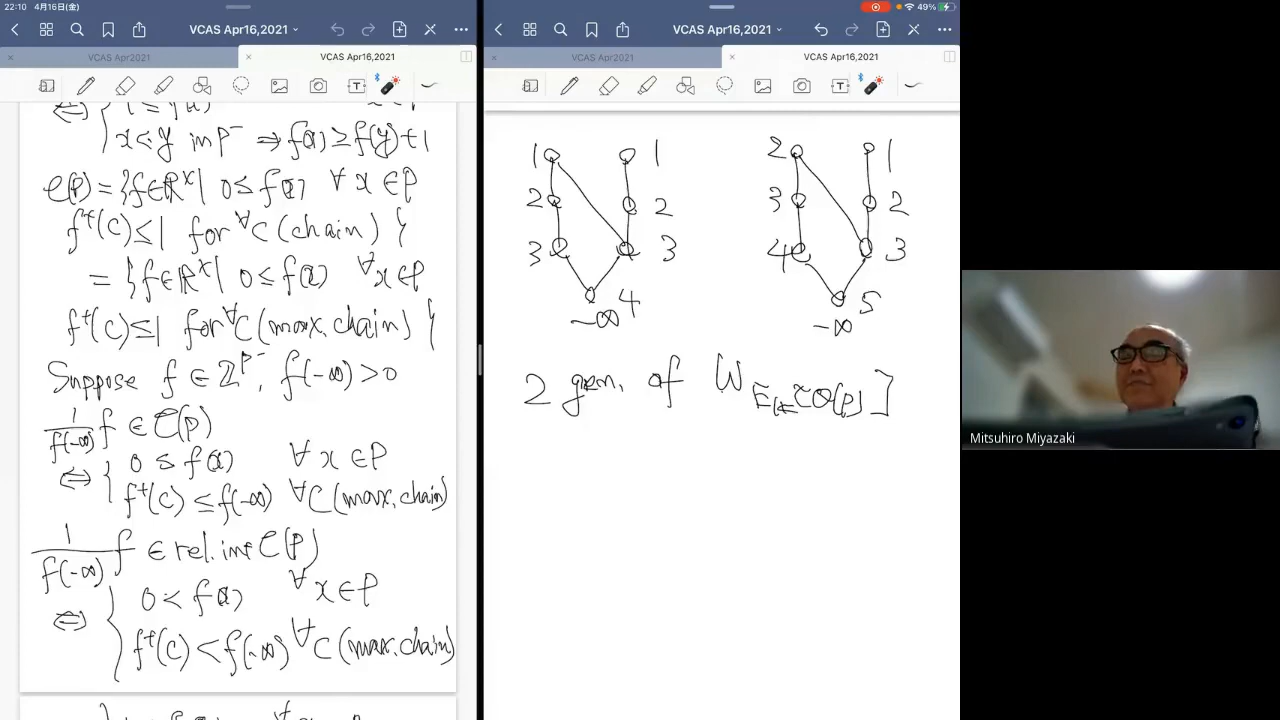 22:10 4月16日(金)
49%
VCAS Apr16,2021
VCAS Apr2021
VCAS Apr16,2021
x < y in P⁻ ⇒ f(x) ≥ f(y)+1
C(P) = {f∈ℝ^X | 0 ≤ f(x) ∀x∈P
f⁺(C) ≤ 1 for ∀C (chain) }
= {f∈ℝ^X | 0 ≤ f(x) ∀x∈P
f⁺(C) ≤ 1 for ∀C (max. chain) }
Suppose f ∈ ℤ^P⁻, f(-∞) > 0
1/f(-∞) f ∈ C(P)
⇔ { 0 ≤ f(x) ∀x∈P
f⁺(C) ≤ f(-∞) ∀C (max. chain)
1/f(-∞) f ∈ rel.int C(P)
⇔ { 0 < f(x) ∀x∈P
f⁺(C) < f(-∞) ∀C (max. chain)
VCAS Apr16,2021
VCAS Apr2021
VCAS Apr16,2021
1 1
2 2
3 3
-∞ 4
2 1
3 2
4 3
-∞ 5
2 gen. of
Mitsuhiro Miyazaki